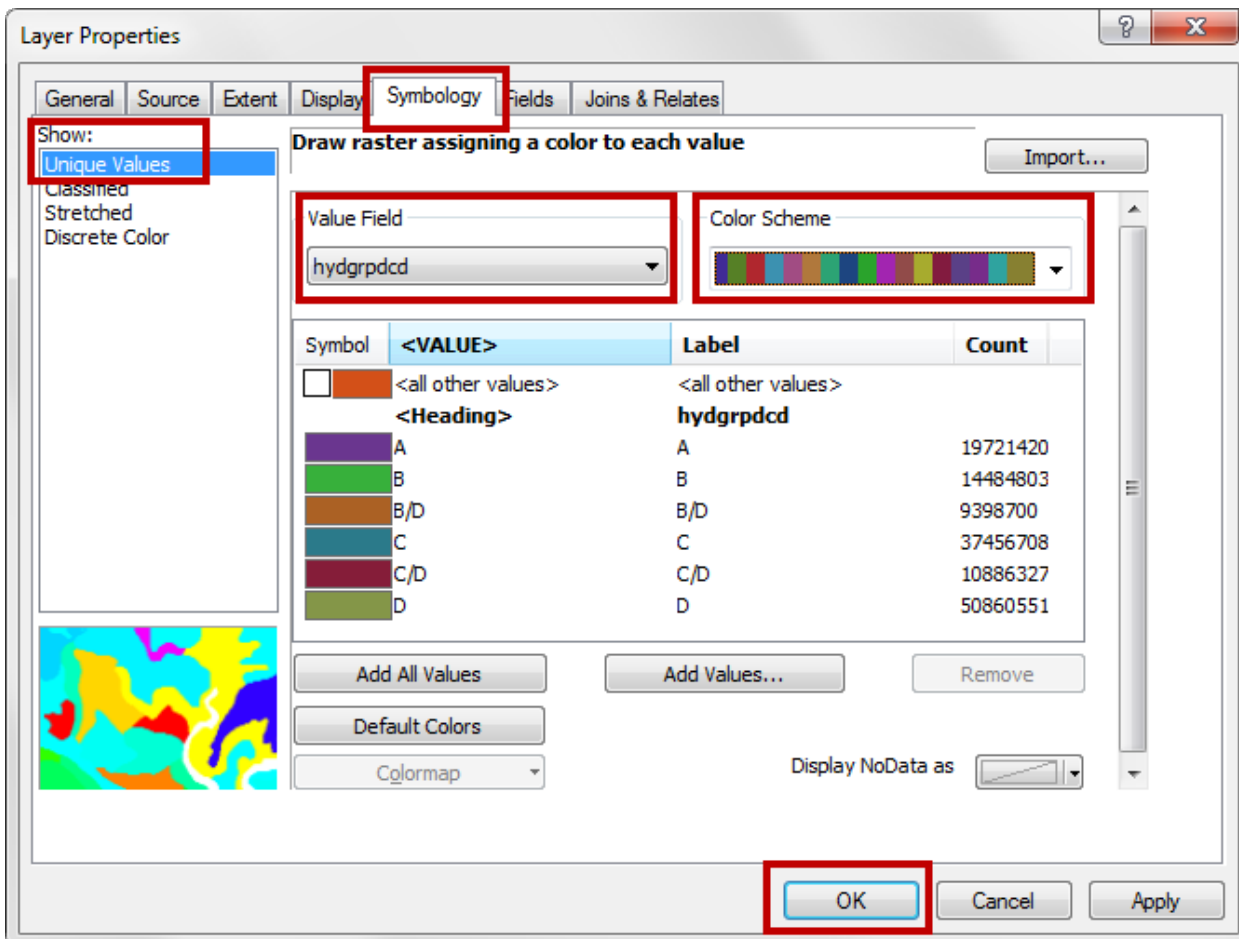 Layer Properties
General Source Extent Display Symbology Fields Joins & Relates
Show:
Unique Values
Classified
Stretched
Discrete Color
Draw raster assigning a color to each value
Import...
Value Field
hydgrpdcd
Color Scheme
Symbol <VALUE> Label Count
<all other values> <all other values>
<Heading> hydgrpdcd
A A 19721420
B B 14484803
B/D B/D 9398700
C C 37456708
C/D C/D 10886327
D D 50860551
Add All Values Add Values... Remove
Default Colors
Colormap Display NoData as
OK Cancel Apply